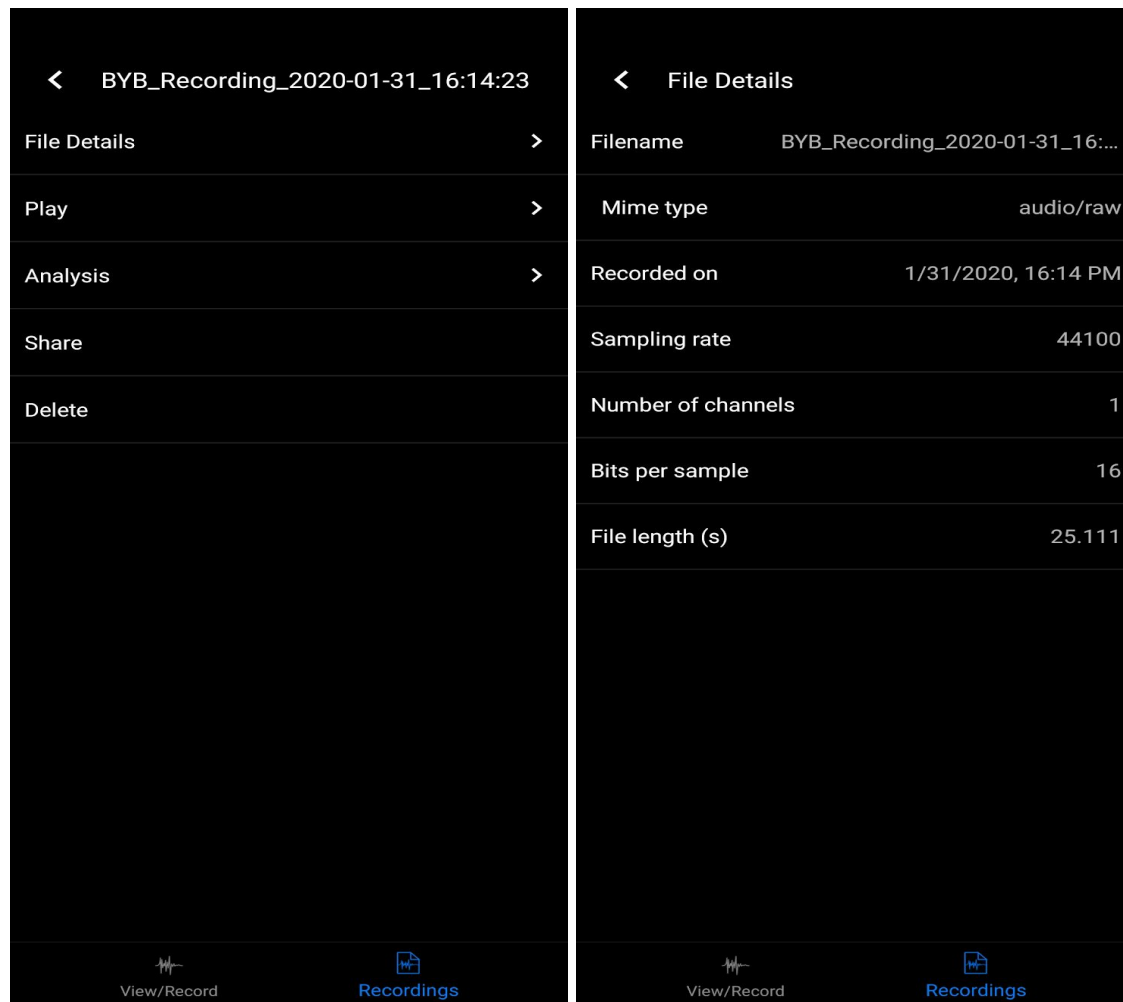 BYB_Recording_2020-01-31_16:14:23
File Details
Play
Analysis
Share
Delete
View/Record
Recordings
File Details
Filename BYB_Recording_2020-01-31_16:...
Mime type audio/raw
Recorded on 1/31/2020, 16:14 PM
Sampling rate 44100
Number of channels 1
Bits per sample 16
File length (s) 25.111
View/Record
Recordings